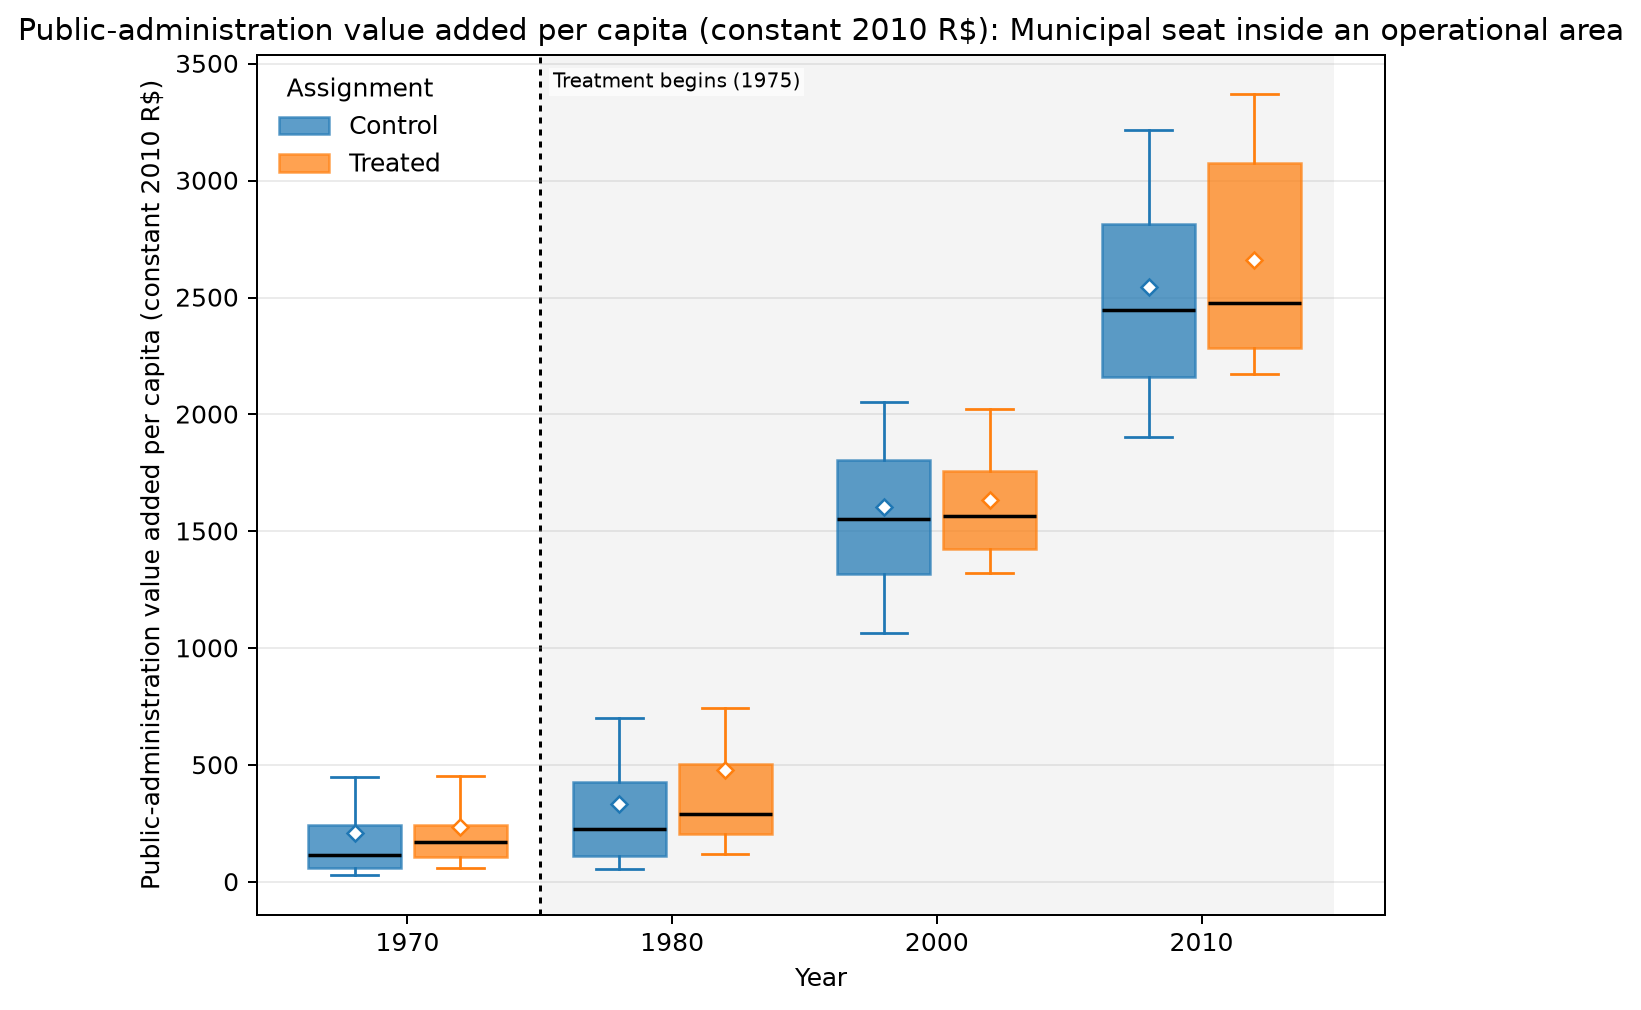 Public-administration value added per capita (constant 2010 R$): Municipal seat inside an operational area
Public-administration value added per capita (constant 2010 R$)
3500
3000
2500
2000
1500
1000
500
0
Assignment
Control
Treated
Treatment begins (1975)
1970
1980
2000
2010
Year